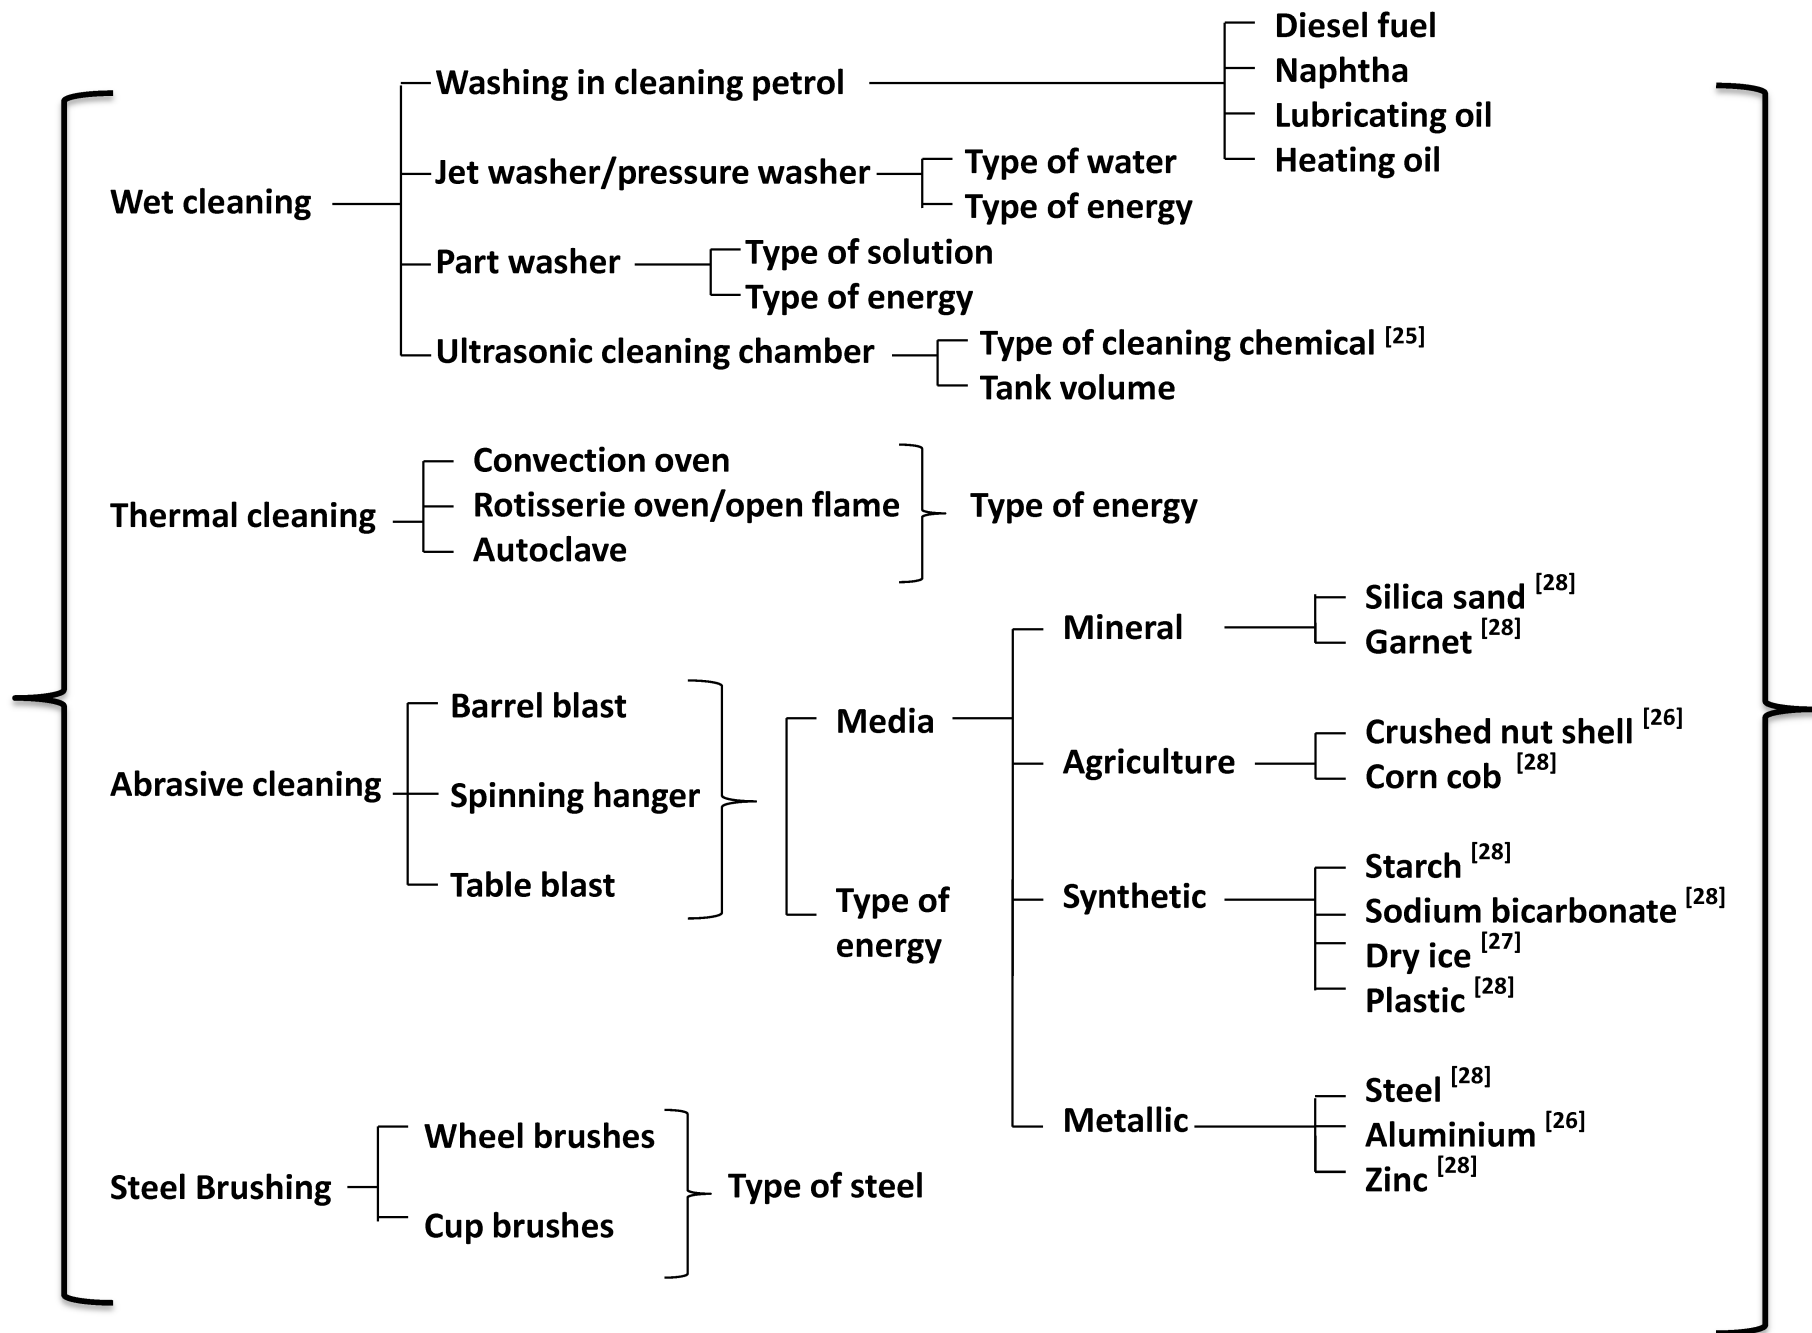 Diesel fuel
Washing in cleaning petrol
Naphtha
Lubricating oil
Heating oil
Wet cleaning
Jet washer/pressure washer
Type of water
Type of energy
Part washer
Type of solution
Type of energy
Ultrasonic cleaning chamber
Type of cleaning chemical [25]
Tank volume
Thermal cleaning
Convection oven
Rotisserie oven/open flame
Autoclave
Type of energy
Abrasive cleaning
Barrel blast
Spinning hanger
Table blast
Media
Type of
energy
Mineral
Silica sand [28]
Garnet [28]
Agriculture
Crushed nut shell [26]
Corn cob [28]
Synthetic
Starch [28]
Sodium bicarbonate [28]
Dry ice [27]
Plastic [28]
Metallic
Steel [28]
Aluminium [26]
Zinc [28]
Steel Brushing
Wheel brushes
Cup brushes
Type of steel